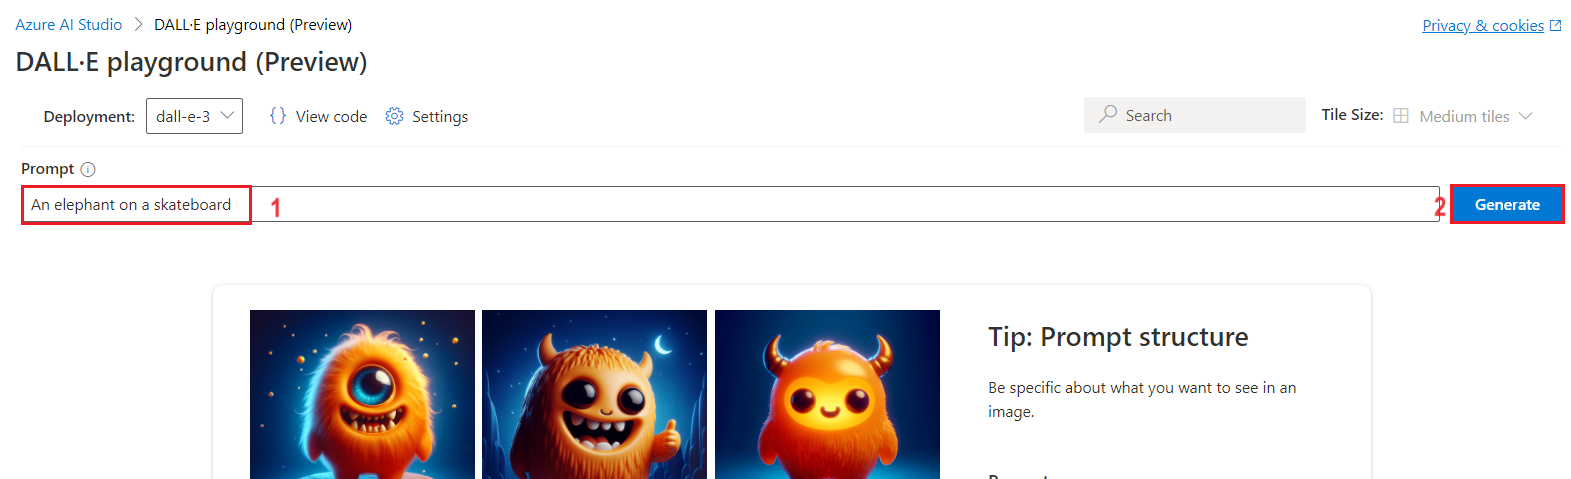 Azure AI Studio > DALL·E playground (Preview)
Privacy & cookies
DALL·E playground (Preview)
Deployment: dall-e-3 {} View code Settings
Search
Tile Size: Medium tiles
Prompt
An elephant on a skateboard 1
2 Generate
Tip: Prompt structure
Be specific about what you want to see in an
image.